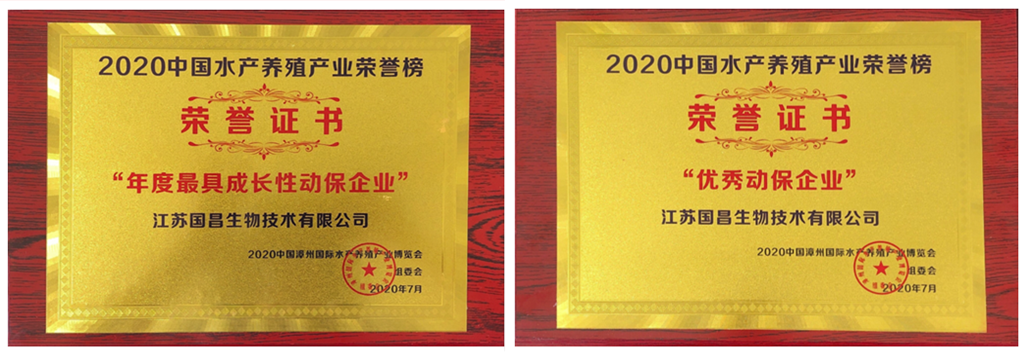 2020中国水产养殖产业荣誉榜
荣誉证书
“年度最具成长性动保企业”
江苏国昌生物技术有限公司
2020中国漳州国际水产养殖产业博览会
组委会
2020年7月
2020中国水产养殖产业荣誉榜
荣誉证书
“优秀动保企业”
江苏国昌生物技术有限公司
2020中国漳州国际水产养殖产业博览会
组委会
2020年7月